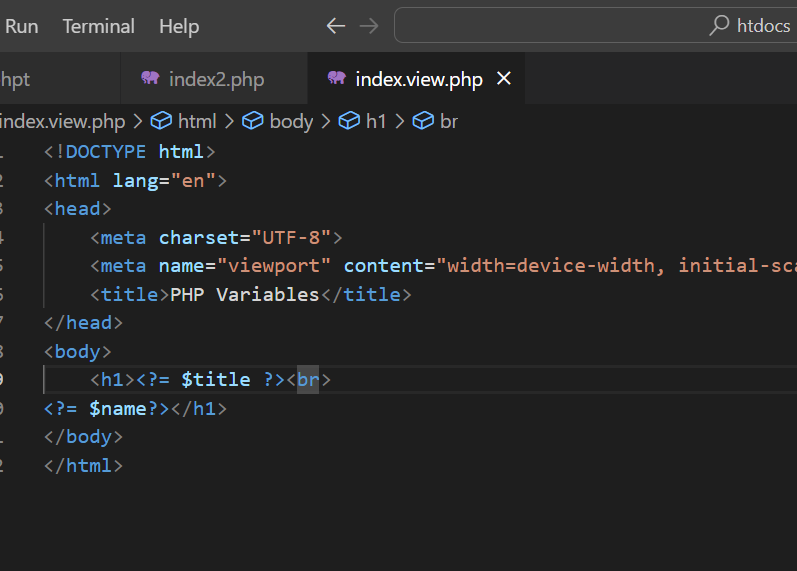 Run Terminal Help htdocs
hpt index2.php index.view.php
index.view.php > html > body > h1 > br
<!DOCTYPE html>
2 <html lang="en">
3 <head>
<meta charset="UTF-8">
5 <meta name="viewport" content="width=device-width, initial-sca
6 <title>PHP Variables</title>
7 </head>
8 <body>
9 <h1><?= $title ?><br>
0 <?= $name?></h1>
</body>
2 </html>